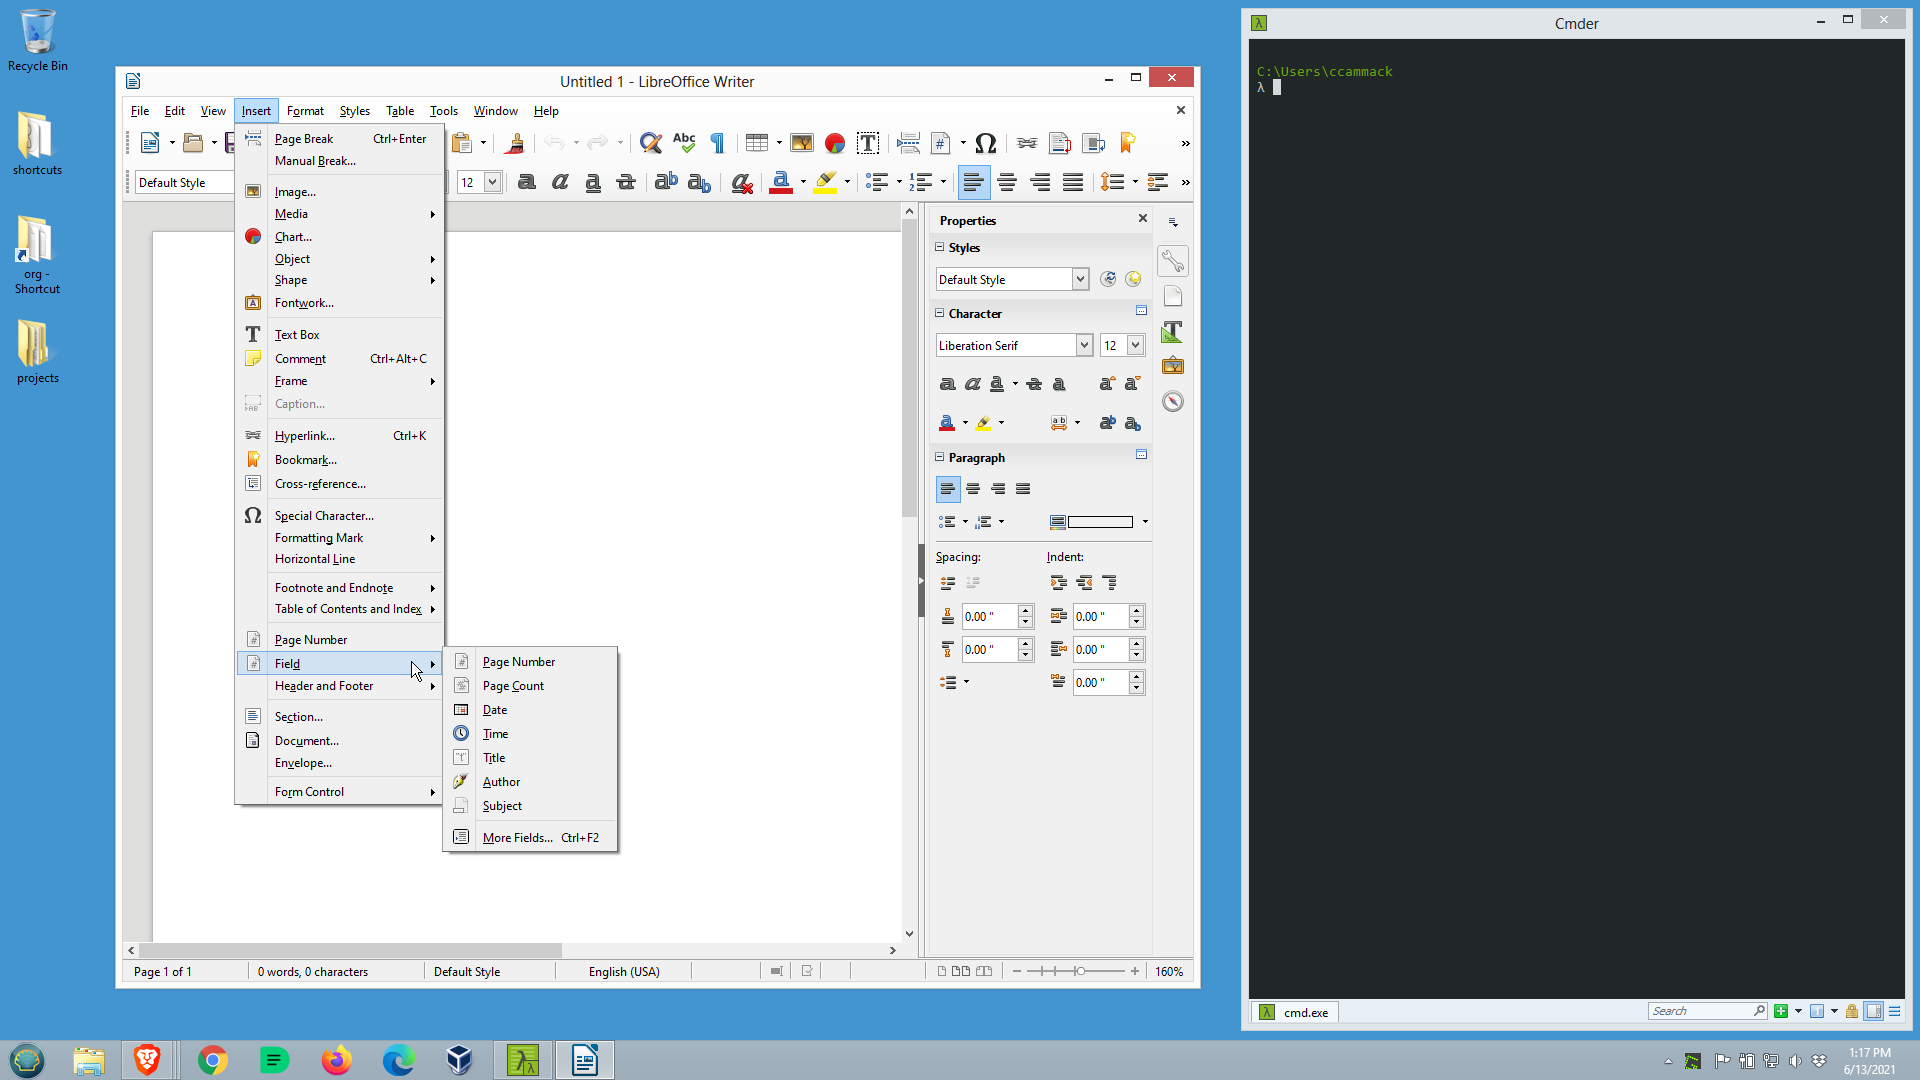 Recycle Bin
shortcuts
org -
Shortcut
projects
Untitled 1 - LibreOffice Writer
File Edit View Insert Format Styles Table Tools Window Help
Default Style
12
Page Break Ctrl+Enter
Manual Break...
Image...
Media
Chart...
Object
Shape
Fontwork...
Text Box
Comment Ctrl+Alt+C
Frame
Caption...
Hyperlink... Ctrl+K
Bookmark...
Cross-reference...
Special Character...
Formatting Mark
Horizontal Line
Footnote and Endnote
Table of Contents and Index
Page Number
Field
Header and Footer
Section...
Document...
Envelope...
Form Control
Page Number
Page Count
Date
Time
Title
Author
Subject
More Fields... Ctrl+F2
Properties
Styles
Default Style
Character
Liberation Serif 12
Paragraph
Spacing: Indent:
0.00 " 0.00 "
0.00 " 0.00 "
0.00 "
Page 1 of 1 0 words, 0 characters Default Style English (USA) 160%
Cmder
C:\Users\ccammack
λ
cmd.exe
Search
1:17 PM
6/13/2021